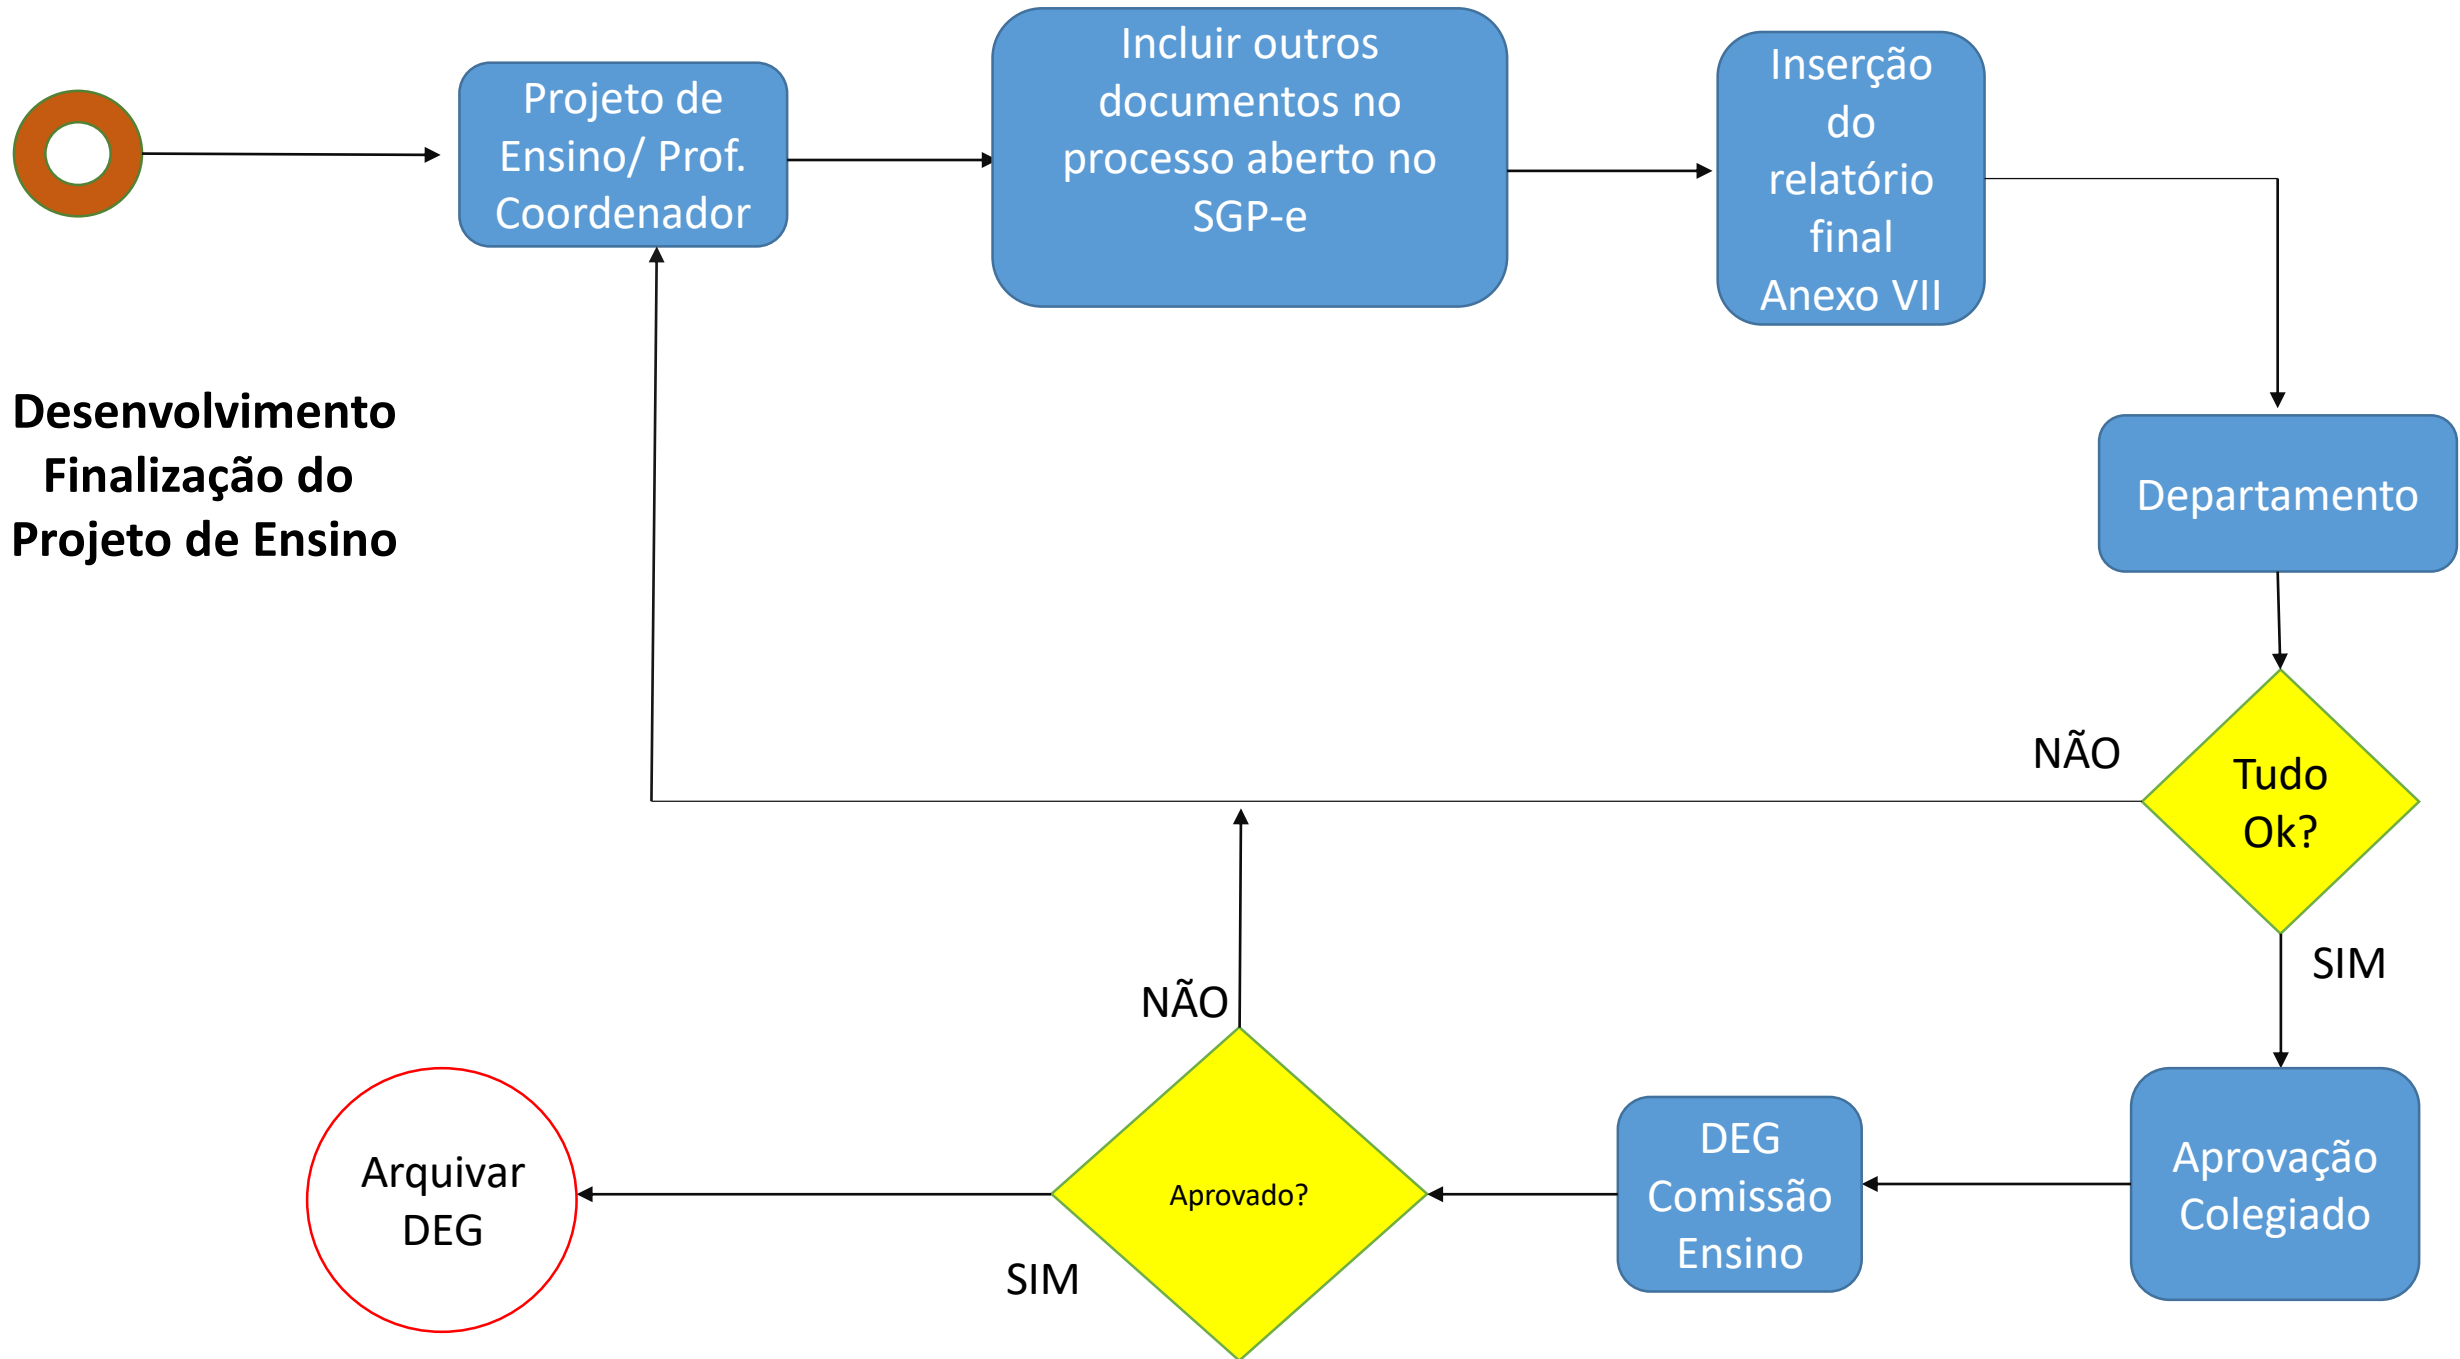 Projeto de
Ensino/ Prof.
Coordenador
Incluir outros
documentos no
processo aberto no
SGP-e
Inserção
do
relatório
final
Anexo VII
Desenvolvimento
Finalização do
Projeto de Ensino
Departamento
NÃO
Tudo
Ok?
SIM
NÃO
Aprovação
Colegiado
DEG
Comissão
Ensino
Aprovado?
SIM
Arquivar
DEG